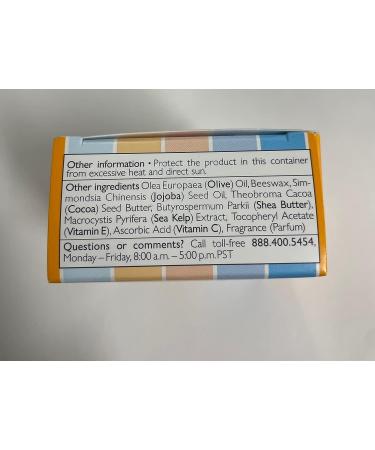 Other information • Protect the product in this container
from excessive heat and direct sun.
Other ingredients Olea Europaea (Olive) Oil, Beeswax, Sim-
mondsia Chinensis (Jojoba) Seed Oil, Theobroma Cacao
(Cocoa) Seed Butter, Butyrospermum Parkii (Shea Butter),
Macrocystis Pyrifera (Sea Kelp) Extract, Tocopheryl Acetate
(Vitamin E), Ascorbic Acid (Vitamin C), Fragrance (Parfum)
Questions or comments? Call toll-free 888.400.5454,
Monday – Friday, 8:00 a.m. – 5:00 p.m. PST